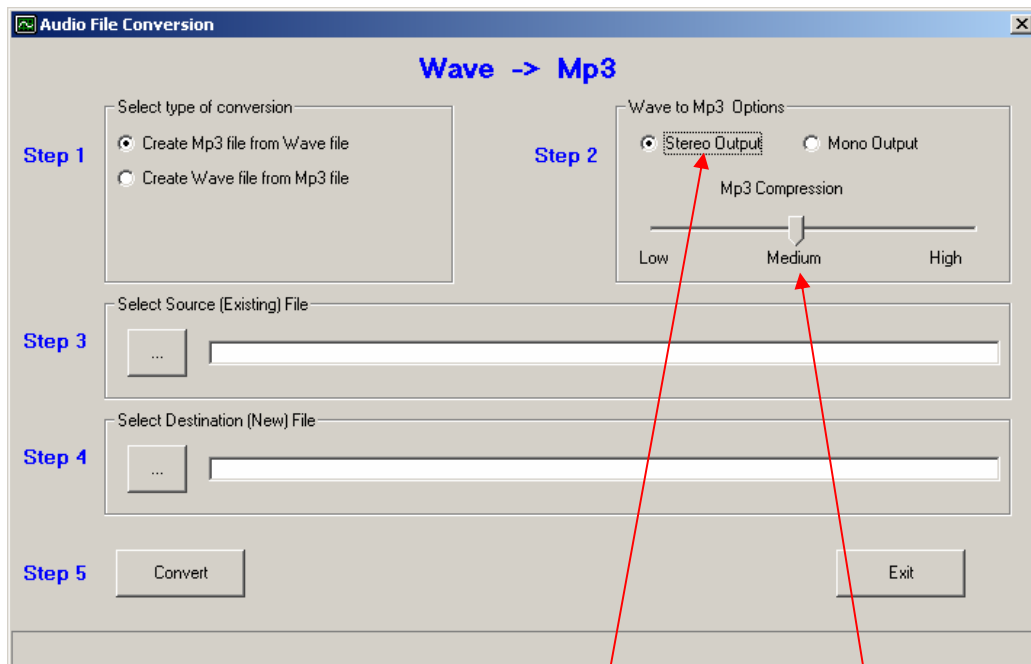 Audio File Conversion
Wave -> Mp3
Step 1
Select type of conversion
Create Mp3 file from Wave file
Create Wave file from Mp3 file
Step 2
Wave to Mp3 Options
Stereo Output
Mono Output
Mp3 Compression
Low
Medium
High
Step 3
Select Source (Existing) File
...
Step 4
Select Destination (New) File
...
Step 5
Convert
Exit